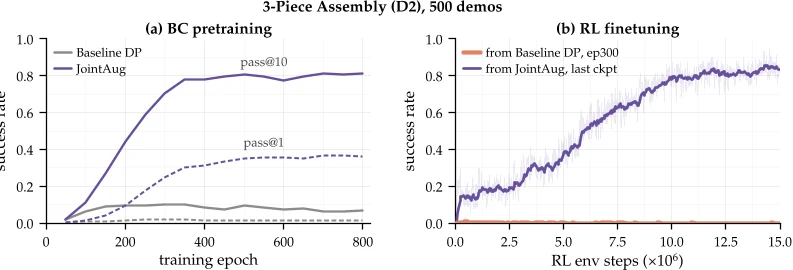 3-Piece Assembly (D2), 500 demos
(a) BC pretraining
success rate
1.0
0.8
0.6
0.4
0.2
0.0
Baseline DP
JointAug
pass@10
pass@1
0
200
400
600
800
training epoch
(b) RL finetuning
success rate
1.0
0.8
0.6
0.4
0.2
0.0
from Baseline DP, ep300
from JointAug, last ckpt
0.0
2.5
5.0
7.5
10.0
12.5
15.0
RL env steps (×10⁶)